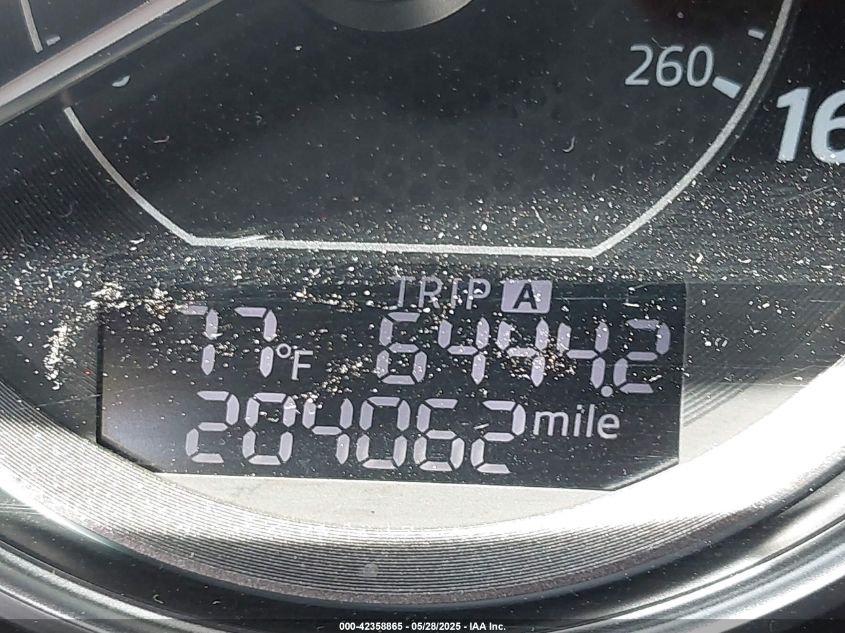 260
16
TRIP A
77°F 6444.2
204062 mile
000-42358865 - 05/28/2025 - IAA Inc.